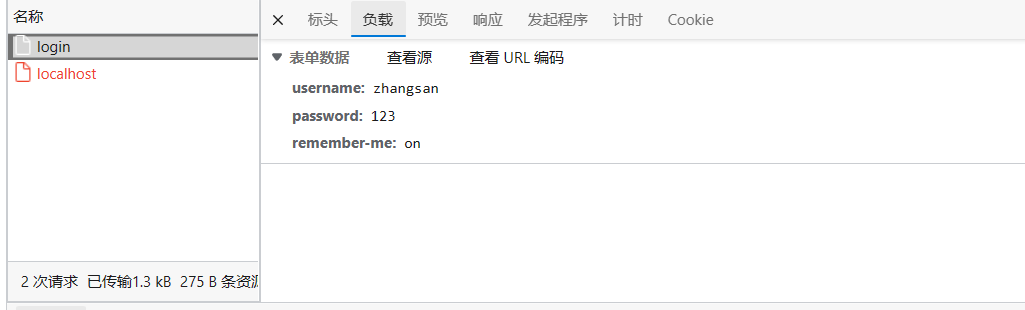 名称
login
localhost
2 次请求 已传输1.3 kB 275 B 条资源
标头 负载 预览 响应 发起程序 计时 Cookie
表单数据 查看源 查看 URL 编码
username: zhangsan
password: 123
remember-me: on